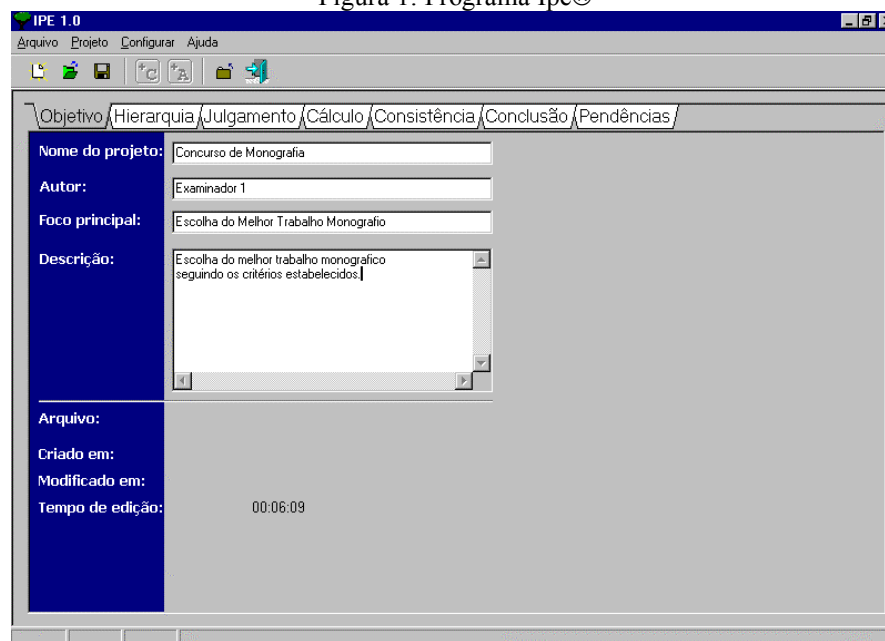 Figura 1: Programa Ipê®
IPE 1.0
Arquivo Projeto Configurar Ajuda
+C +A
Objetivo Hierarquia Julgamento Cálculo Consistência Conclusão Pendências
Nome do projeto: Concurso de Monografia
Autor: Examinador 1
Foco principal: Escolha do Melhor Trabalho Monografio
Descrição: Escolha do melhor trabalho monografico
seguindo os critérios estabelecidos.
Arquivo:
Criado em:
Modificado em:
Tempo de edição: 00:06:09